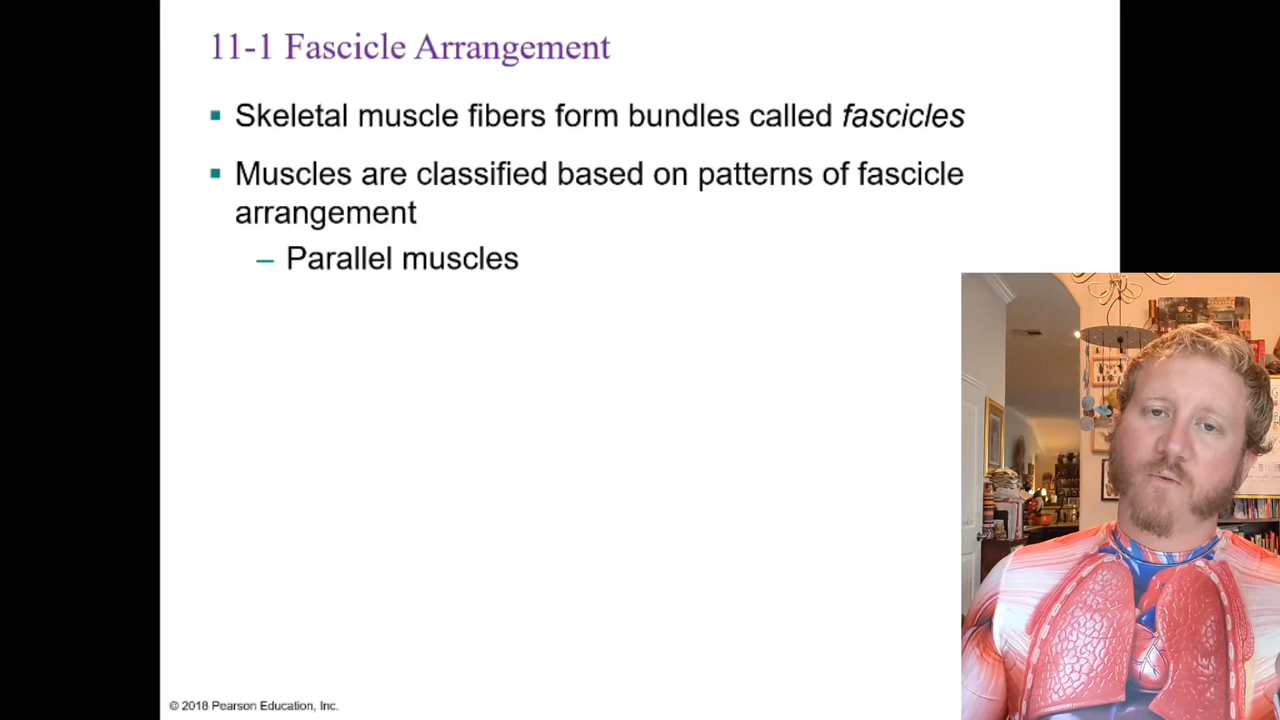 11-1 Fascicle Arrangement
▪ Skeletal muscle fibers form bundles called fascicles
▪ Muscles are classified based on patterns of fascicle
arrangement
– Parallel muscles
© 2018 Pearson Education, Inc.